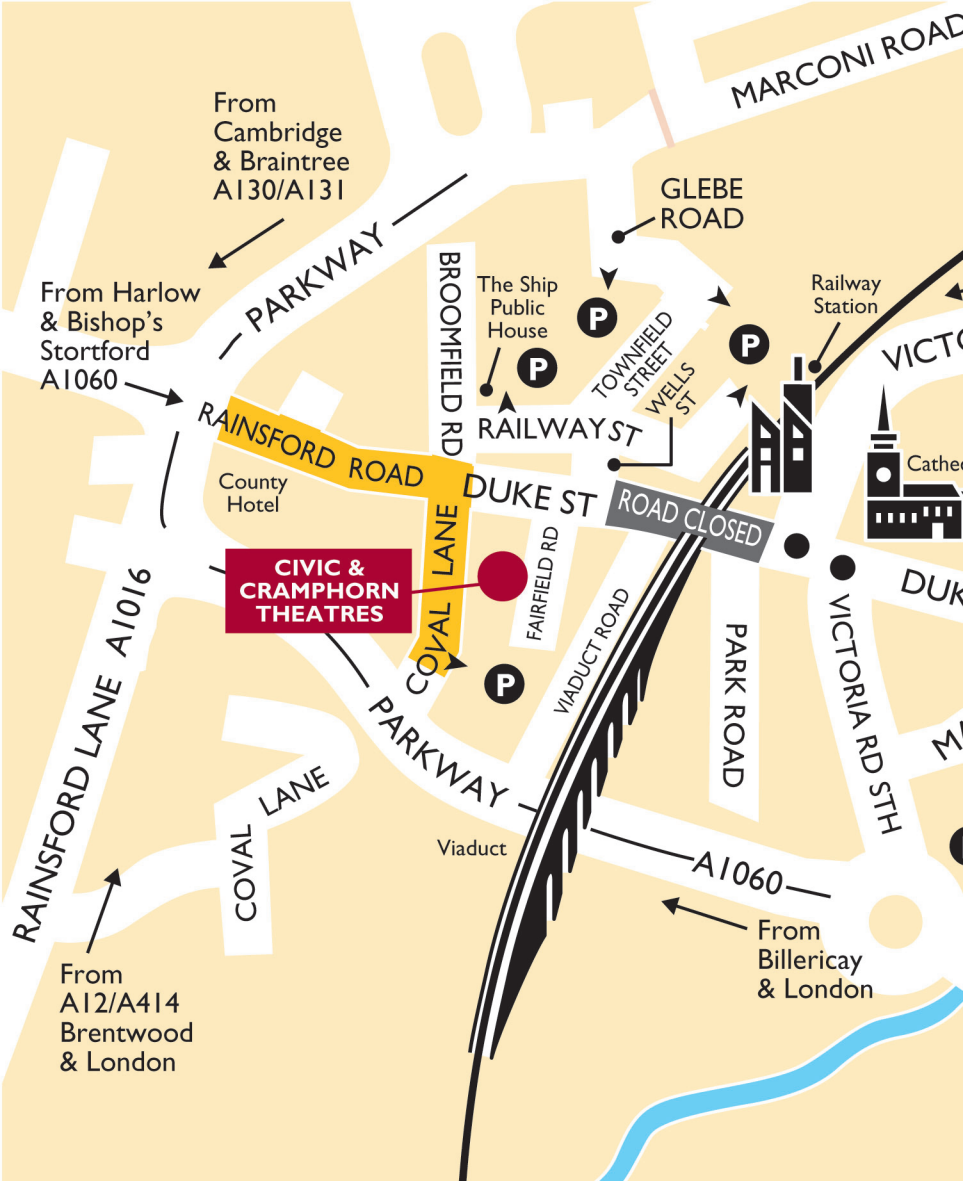 MARCONI ROAD
From
Cambridge
& Braintree
A130/A131
GLEBE
ROAD
PARKWAY
BROOMFIELD RD
The Ship
Public
House
Railway
Station
From Harlow
& Bishop's
Stortford
A1060
P
P
P
TOWNFIELD
STREET
WELLS
ST
VICTO
RAINSFORD ROAD
RAILWAY ST
County
Hotel
DUKE ST
ROAD CLOSED
Cathed
CIVIC &
CRAMPHORN
THEATRES
COVAL LANE
FAIRFIELD RD
VIADUCT ROAD
DUK
P
PARK ROAD
VICTORIA RD STH
RAINSFORD LANE A1016
PARKWAY
COVAL LANE
Viaduct
A1060
From
Billericay
& London
From
A12/A414
Brentwood
& London